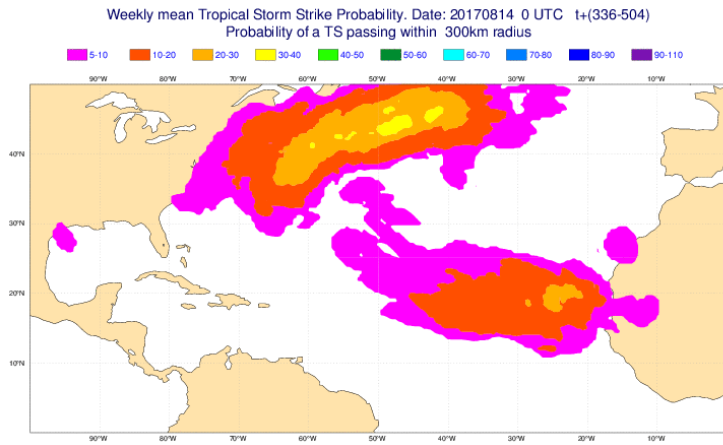 Weekly mean Tropical Storm Strike Probability. Date: 20170814 0 UTC t+(336-504)
Probability of a TS passing within 300km radius
5-10 10-20 20-30 30-40 40-50 50-60 60-70 70-80 80-90 90-110
90°W 80°W 70°W 60°W 50°W 40°W 30°W 20°W 10°W
40°N
30°N
20°N
10°N
90°W 80°W 70°W 60°W 50°W 40°W 30°W 20°W 10°W